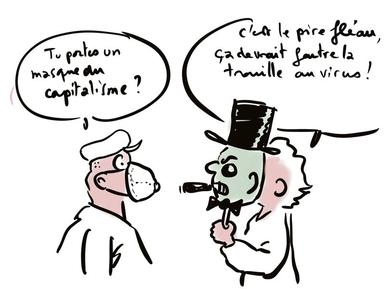 Tu portes un
masque du
capitalisme ?
c'est le pire fléau,
ça devrait foutre la
trouille au virus !